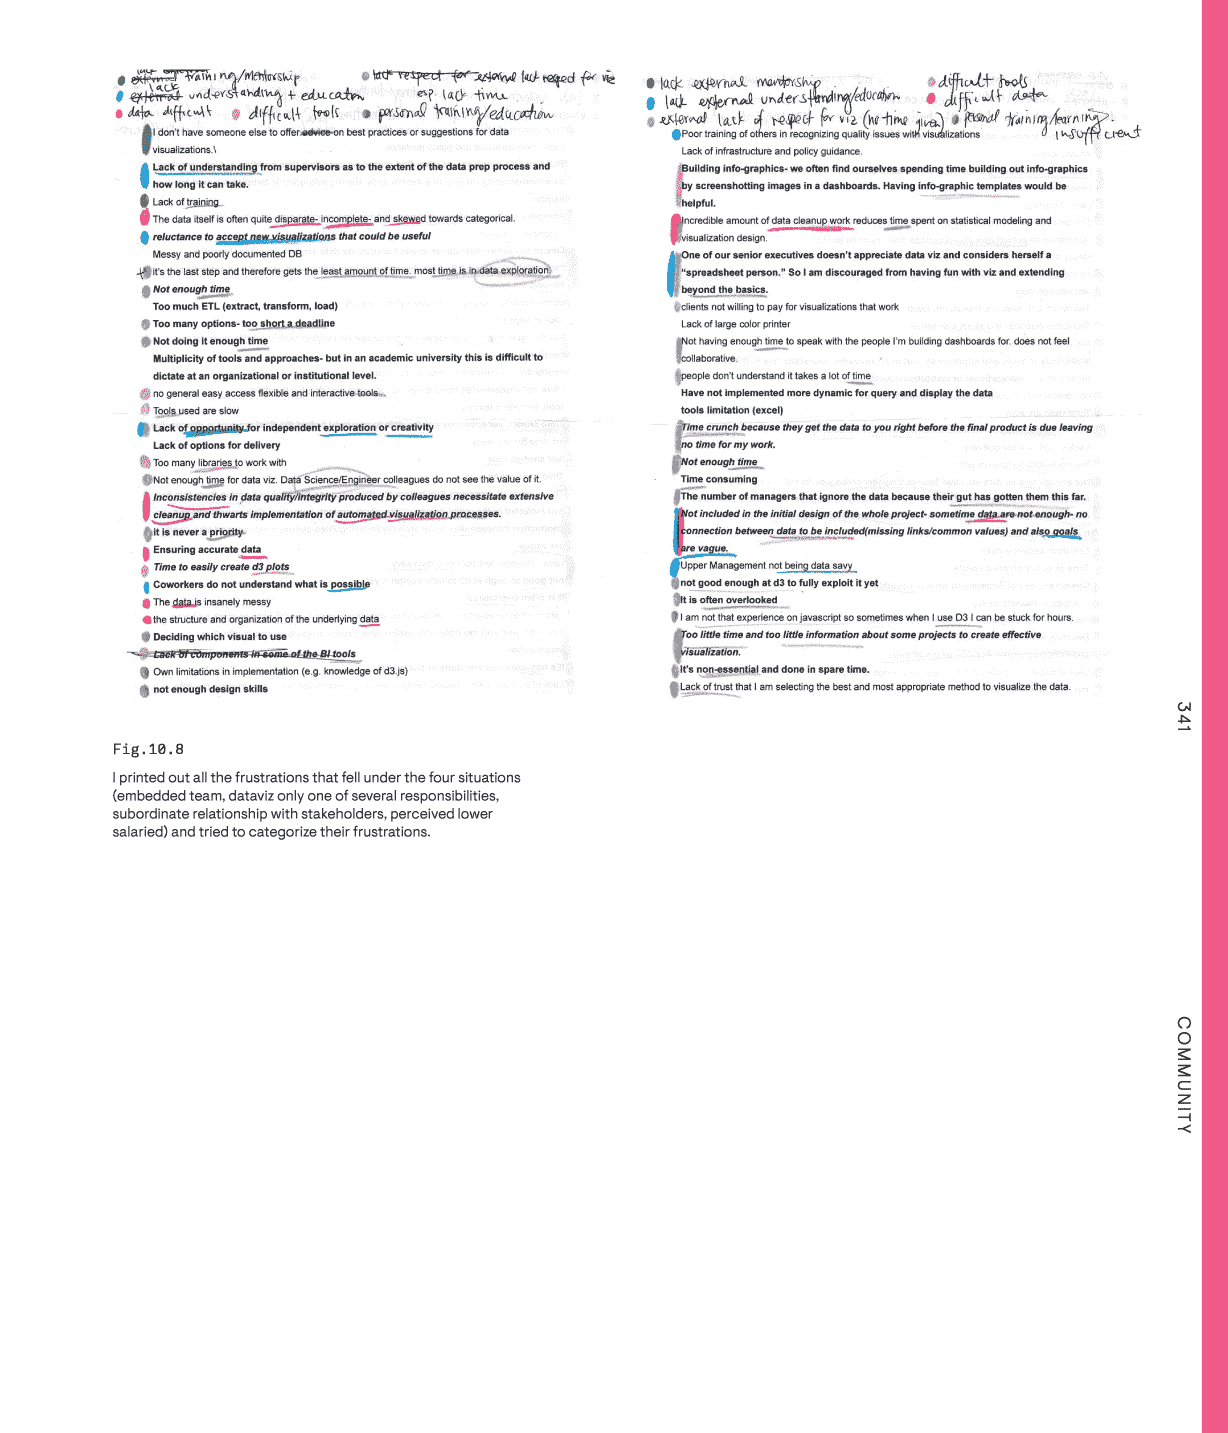 lack external training/mentorship
lack respect for external lack respect for viz
external lack understanding + education
esp. lack time
data difficult
difficult tools
personal training/education
I don't have someone else to offer advice on best practices or suggestions for data
visualizations.\
Lack of understanding from supervisors as to the extent of the data prep process and
how long it can take.
Lack of training
The data itself is often quite disparate- incomplete- and skewed towards categorical.
reluctance to accept new visualizations that could be useful
Messy and poorly documented DB
it's the last step and therefore gets the least amount of time. most time is in data exploration
Not enough time
Too much ETL (extract, transform, load)
Too many options- too short a deadline
Not doing it enough time
Multiplicity of tools and approaches- but in an academic university this is difficult to
dictate at an organizational or institutional level.
no general easy access flexible and interactive tools
Tools used are slow
Lack of opportunity for independent exploration or creativity
Lack of options for delivery
Too many libraries to work with
Not enough time for data viz. Data Science/Engineer colleagues do not see the value of it.
Inconsistencies in data quality/integrity produced by colleagues necessitate extensive
cleanup and thwarts implementation of automated visualization processes.
it is never a priority
Ensuring accurate data
Time to easily create d3 plots
Coworkers do not understand what is possible
The data is insanely messy
the structure and organization of the underlying data
Deciding which visual to use
Lack of components in some of the BI tools
Own limitations in implementation (e.g. knowledge of d3.js)
not enough design skills
lack external mentorship
difficult tools
lack external understanding/education
difficult data
external lack of respect for viz (no time given)
personal training/learning insufficient
Poor training of others in recognizing quality issues with visualizations
Lack of infrastructure and policy guidance.
Building info-graphics- we often find ourselves spending time building out info-graphics
by screenshotting images in a dashboards. Having info-graphic templates would be
helpful.
Incredible amount of data cleanup work reduces time spent on statistical modeling and
visualization design.
One of our senior executives doesn't appreciate data viz and considers herself a
"spreadsheet person." So I am discouraged from having fun with viz and extending
beyond the basics.
clients not willing to pay for visualizations that work
Lack of large color printer
Not having enough time to speak with the people I'm building dashboards for. does not feel
collaborative.
people don't understand it takes a lot of time
Have not implemented more dynamic for query and display the data
tools limitation (excel)
Time crunch because they get the data to you right before the final product is due leaving
no time for my work.
Not enough time
Time consuming
The number of managers that ignore the data because their gut has gotten them this far.
Not included in the initial design of the whole project- sometime data are not enough- no
connection between data to be included(missing links/common values) and also goals
are vague.
Upper Management not being data savy
not good enough at d3 to fully exploit it yet
It is often overlooked
I am not that experience on javascript so sometimes when I use D3 I can be stuck for hours.
Too little time and too little information about some projects to create effective
visualization.
It's non-essential and done in spare time.
Lack of trust that I am selecting the best and most appropriate method to visualize the data.
341
Fig.10.8
I printed out all the frustrations that fell under the four situations
(embedded team, dataviz only one of several responsibilities,
subordinate relationship with stakeholders, perceived lower
salaried) and tried to categorize their frustrations.
COMMUNITY